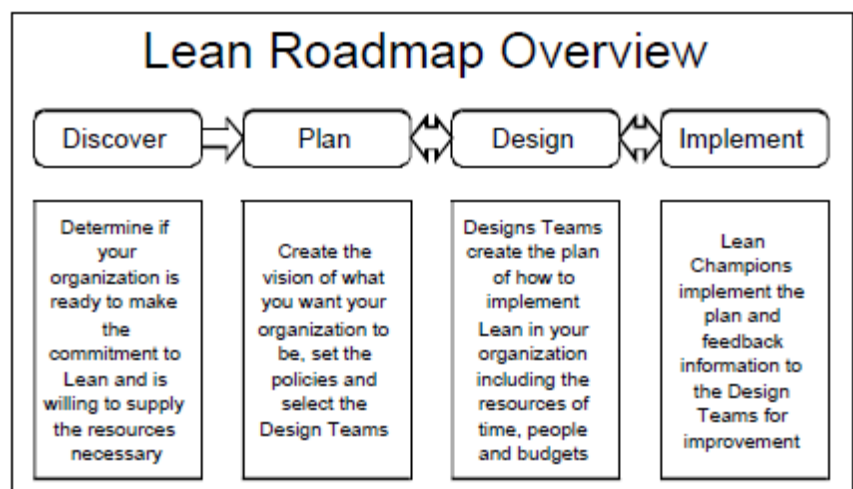 Lean Roadmap Overview
Discover
Plan
Design
Implement
Determine if
your
organization is
ready to make
the
commitment to
Lean and is
willing to supply
the resources
necessary
Create the
vision of what
you want your
organization to
be, set the
policies and
select the
Design Teams
Designs Teams
create the plan
of how to
implement
Lean in your
organization
including the
resources of
time, people
and budgets
Lean
Champions
implement the
plan and
feedback
information to
the Design
Teams for
improvement